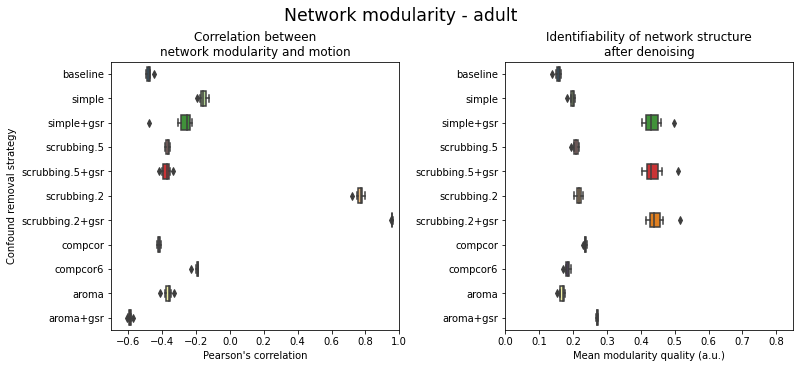 Network modularity - adult
Correlation between
network modularity and motion
Confound removal strategy
baseline
simple
simple+gsr
scrubbing.5
scrubbing.5+gsr
scrubbing.2
scrubbing.2+gsr
compcor
compcor6
aroma
aroma+gsr
−0.6 −0.4 −0.2 0.0 0.2 0.4 0.6 0.8 1.0
Pearson's correlation
Identifiability of network structure
after denoising
baseline
simple
simple+gsr
scrubbing.5
scrubbing.5+gsr
scrubbing.2
scrubbing.2+gsr
compcor
compcor6
aroma
aroma+gsr
0.0 0.1 0.2 0.3 0.4 0.5 0.6 0.7 0.8
Mean modularity quality (a.u.)